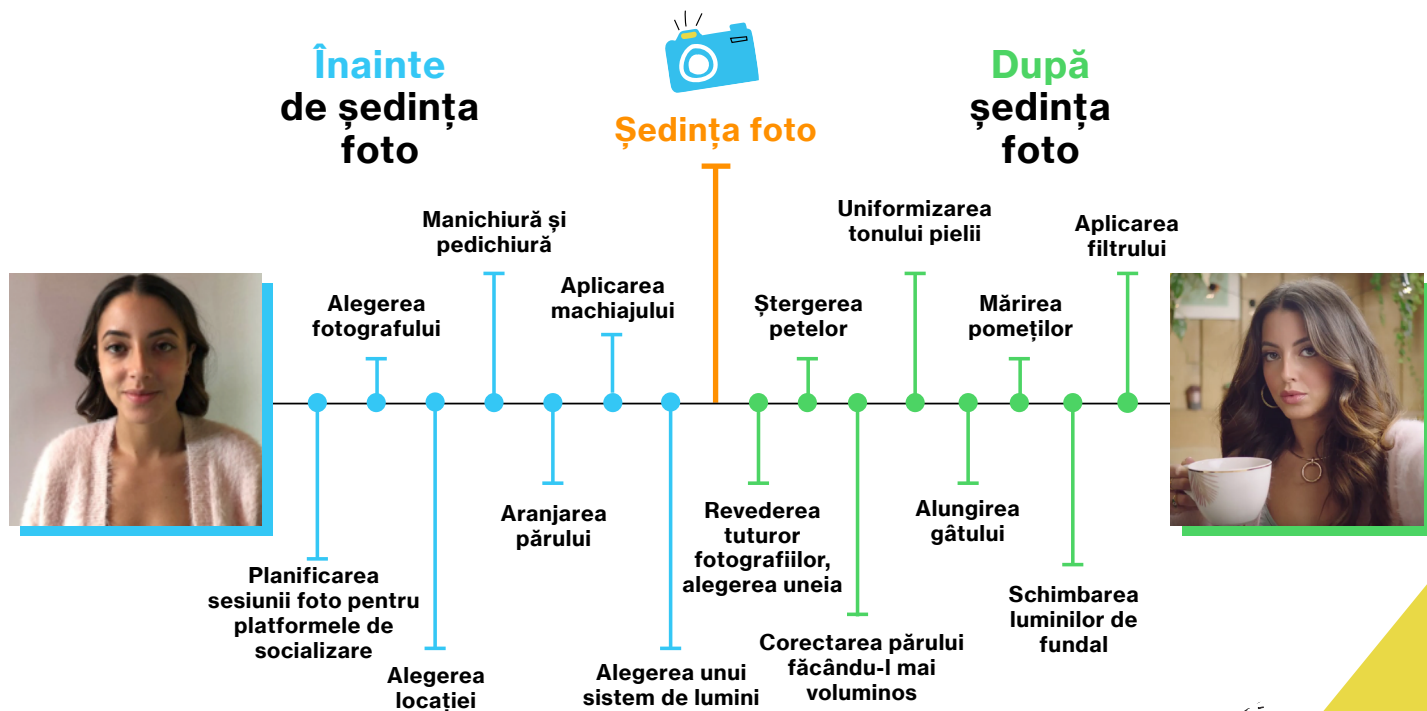 Înainte
de ședința
foto
Ședința foto
După
ședința
foto
Planificarea
sesiunii foto pentru
platformele de
socializare
Alegerea
fotografului
Alegerea
locației
Manichiură și
pedichiură
Aranjarea
părului
Aplicarea
machiajului
Alegerea unui
sistem de lumini
Revederea
tuturor
fotografiilor,
alegerea uneia
Ștergerea
petelor
Corectarea părului
făcându-l mai
voluminos
Uniformizarea
tonului pielii
Alungirea
gâtului
Mărirea
pomeților
Schimbarea
luminilor de
fundal
Aplicarea
filtrului